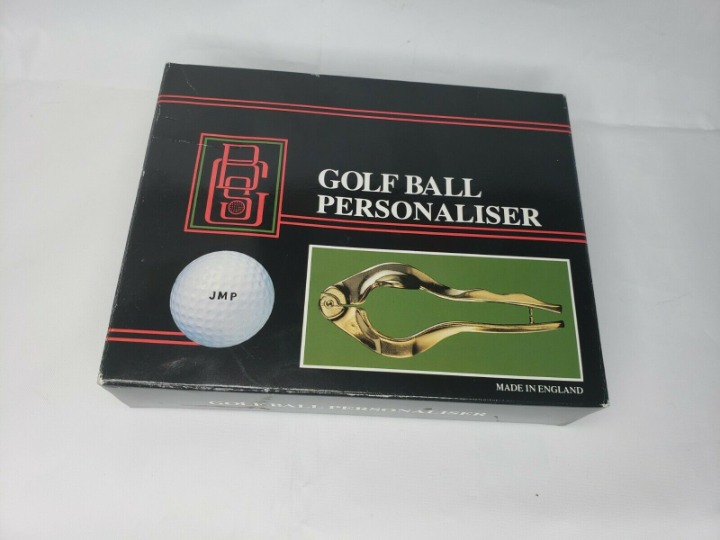 GOLF BALL
PERSONALISER
JMP
MADE IN ENGLAND
GOLF BALL PERSONALISER